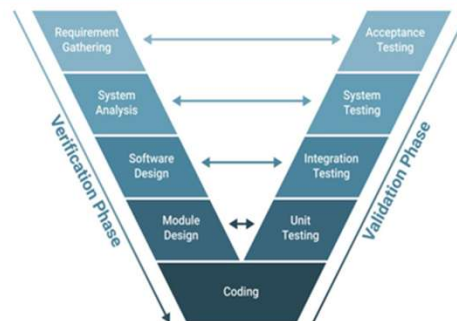 Requirement
Gathering
Acceptance
Testing
System
Analysis
System
Testing
Software
Design
Integration
Testing
Module
Design
Unit
Testing
Coding
Verification Phase
Validation Phase